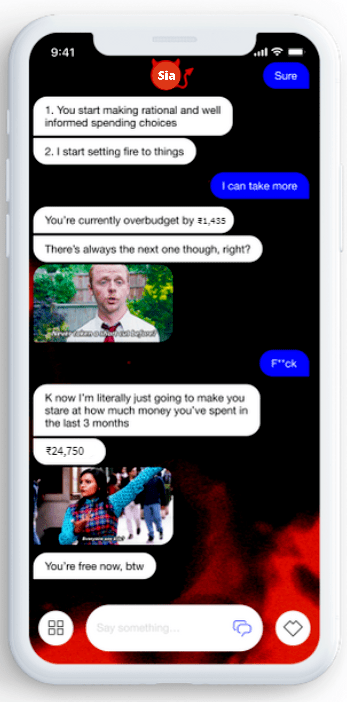 9:41
Sia
Sure
1. You start making rational and well
informed spending choices
2. I start setting fire to things
I can take more
You're currently overbudget by ₹1,435
There's always the next one though, right?
Never taken a short cut before?
F**ck
K now I'm literally just going to make you
stare at how much money you've spent in
the last 3 months
₹24,750
You're free now, btw
Say something...